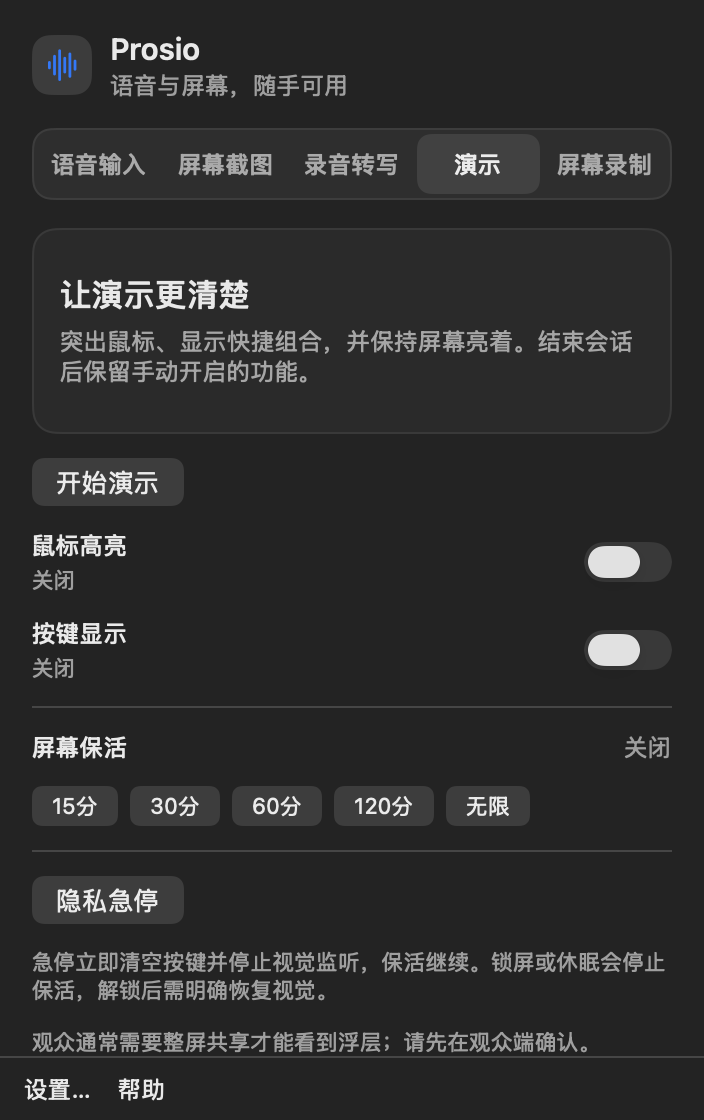 Prosio
语音与屏幕，随手可用
语音输入 屏幕截图 录音转写 演示 屏幕录制
让演示更清楚
突出鼠标、显示快捷组合，并保持屏幕亮着。结束会话
后保留手动开启的功能。
开始演示
鼠标高亮
关闭
按键显示
关闭
屏幕保活 关闭
15分 30分 60分 120分 无限
隐私急停
急停立即清空按键并停止视觉监听，保活继续。锁屏或休眠会停止
保活，解锁后需明确恢复视觉。
观众通常需要整屏共享才能看到浮层；请先在观众端确认。
设置... 帮助